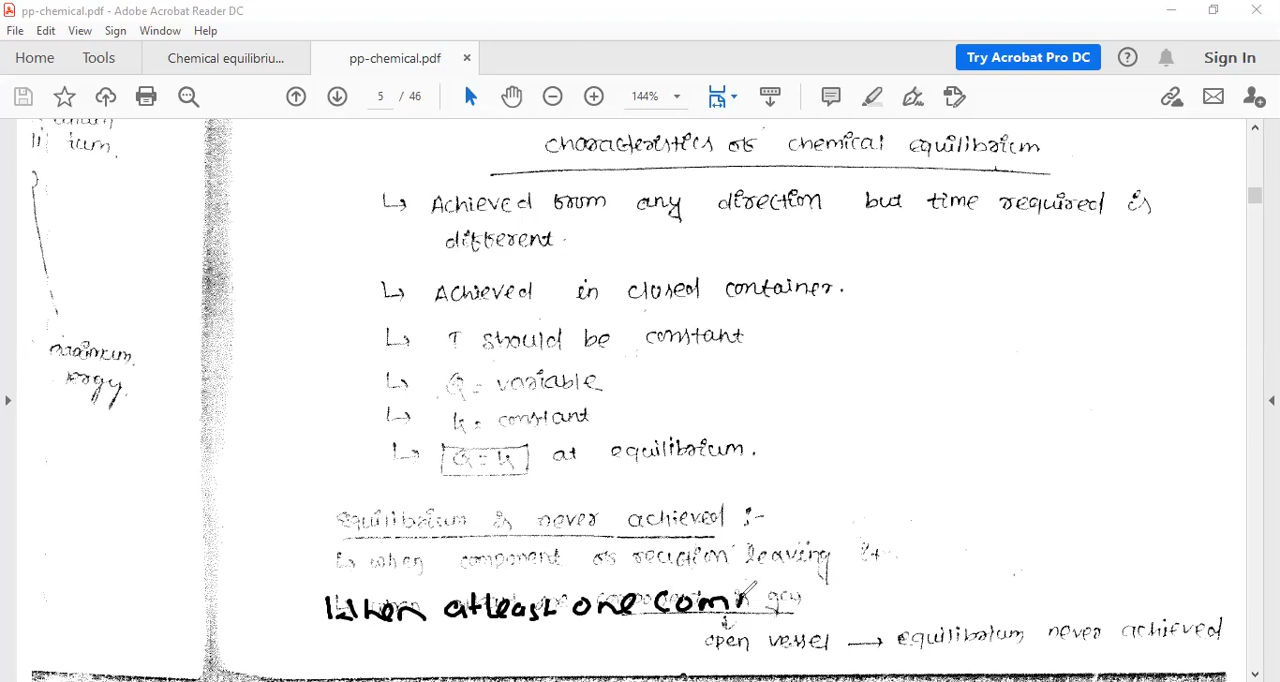 pp-chemical.pdf - Adobe Acrobat Reader DC
File Edit View Sign Window Help
Home Tools Chemical equilibriu... pp-chemical.pdf × Try Acrobat Pro DC Sign In
5 / 46 144%
characteristics of chemical equilibrium
ium.
↳ Achieved from any direction but time required is
different.
↳ Achieved in closed container.
↳ T should be constant
↳ Q = variable
↳ K = constant
↳ Q = K at equilibrium.
equilibrium is never achieved :-
↳ when component of reaction leaving it
When atleast one com
open vessel → equilibrium never achieved